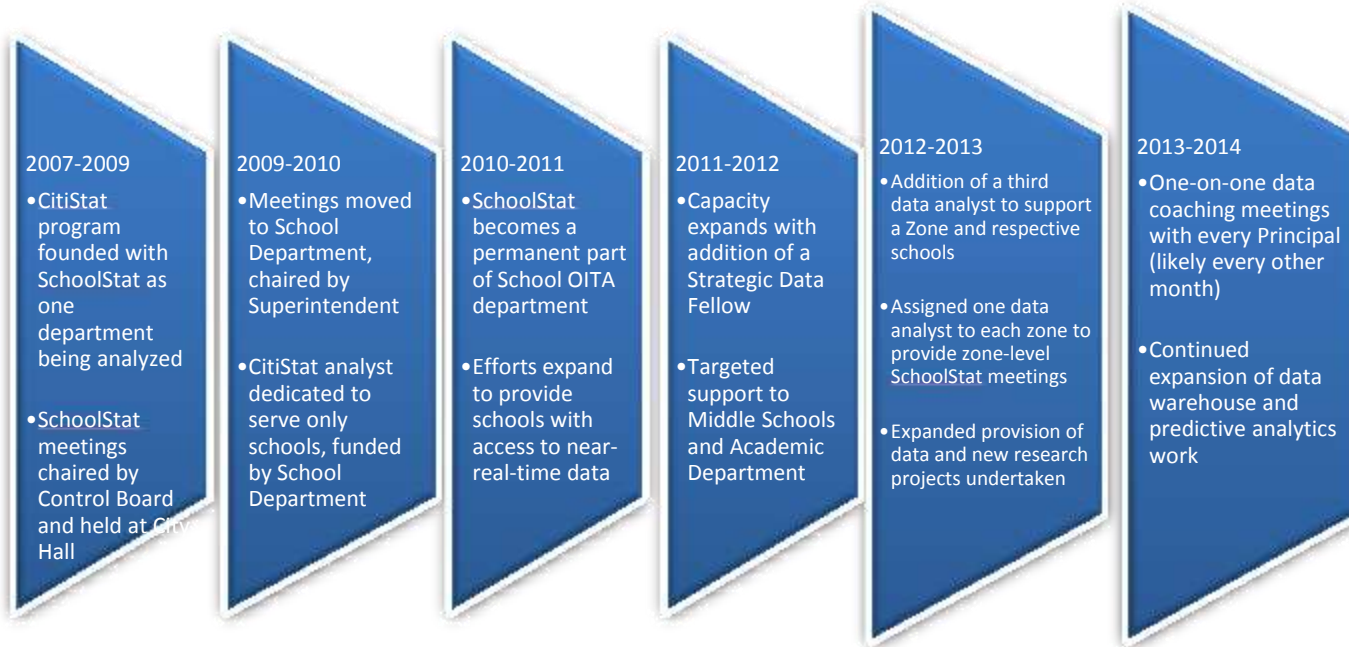 2007-2009
•CitiStat
program
founded with
SchoolStat as
one
department
being analyzed
•SchoolStat
meetings
chaired by
Control Board
and held at City
Hall
2009-2010
•Meetings moved
to School
Department,
chaired by
Superintendent
•CitiStat analyst
dedicated to
serve only
schools, funded
by School
Department
2010-2011
•SchoolStat
becomes a
permanent part
of School OITA
department
•Efforts expand
to provide
schools with
access to near-
real-time data
2011-2012
•Capacity
expands with
addition of a
Strategic Data
Fellow
•Targeted
support to
Middle Schools
and Academic
Department
2012-2013
•Addition of a third
data analyst to support
a Zone and respective
schools
•Assigned one data
analyst to each zone to
provide zone-level
SchoolStat meetings
•Expanded provision of
data and new research
projects undertaken
2013-2014
•One-on-one data
coaching meetings
with every Principal
(likely every other
month)
•Continued
expansion of data
warehouse and
predictive analytics
work